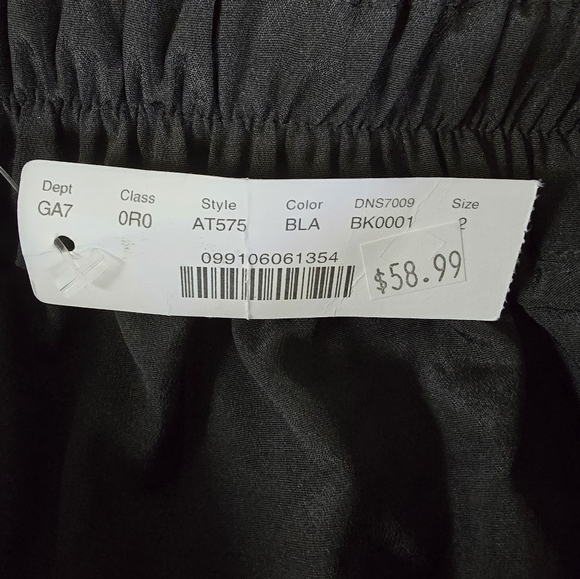 Dept Class Style Color DNS7009 Size
GA7 0R0 AT575 BLA BK0001 2
099106061354
$58.99